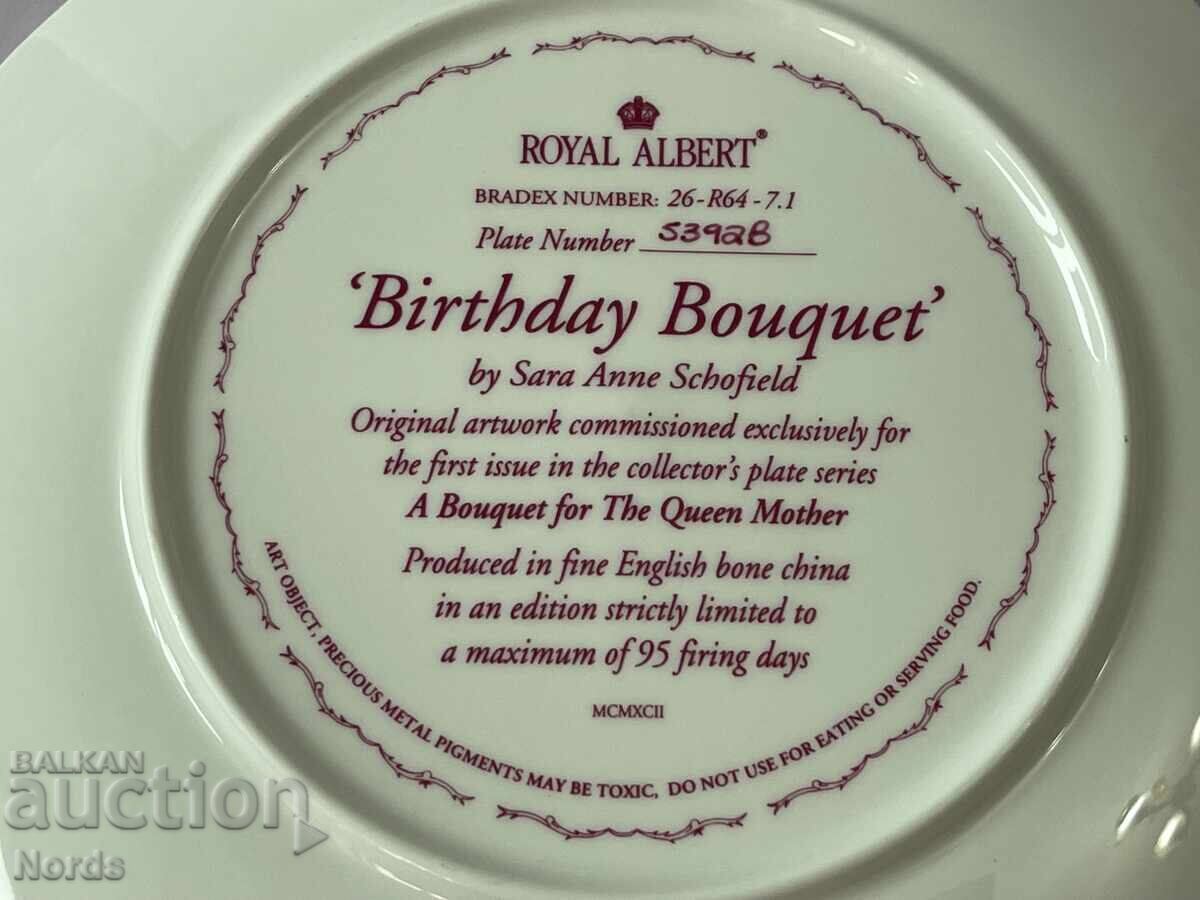 ROYAL ALBERT®
BRADEX NUMBER: 26-R64-7.1
Plate Number 5392B
‘Birthday Bouquet’
by Sara Anne Schofield
Original artwork commissioned exclusively for
the first issue in the collector's plate series
A Bouquet for The Queen Mother
Produced in fine English bone china
in an edition strictly limited to
a maximum of 95 firing days
MCMXCII
ART OBJECT, PRECIOUS METAL PIGMENTS MAY BE TOXIC, DO NOT USE FOR EATING OR SERVING FOOD.
BALKAN
auction
Nords